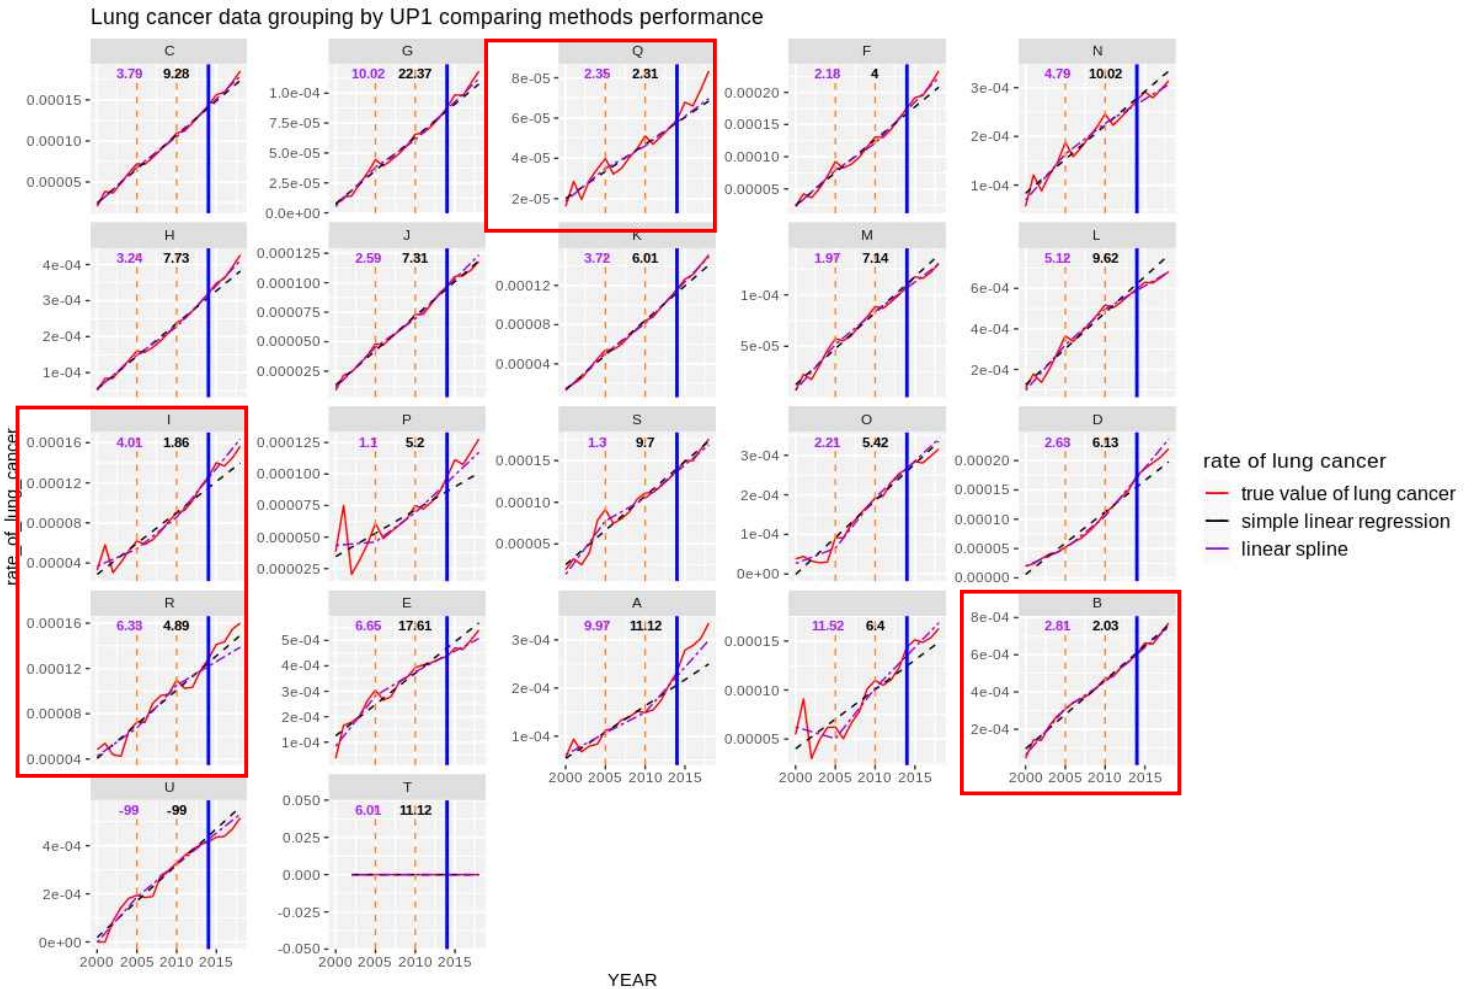 Lung cancer data grouping by UP1 comparing methods performance
C G Q F N
3.79 9.28 10.02 22.37 2.35 2.31 2.18 4 4.79 10.02
0.00015 0.00010 0.00005
1.0e-04 7.5e-05 5.0e-05 2.5e-05 0.0e+00
8e-05 6e-05 4e-05 2e-05
0.00020 0.00015 0.00010 0.00005
3e-04 2e-04 1e-04
H J K M L
3.24 7.73 2.59 7.31 3.72 6.01 1.97 7.14 5.12 9.62
4e-04 3e-04 2e-04 1e-04
0.000125 0.000100 0.000075 0.000050 0.000025
0.00012 0.00008 0.00004
1e-04 5e-05
6e-04 4e-04 2e-04
I P S O D
4.01 1.86 1.1 5.2 1.3 9.7 2.21 5.42 2.63 6.13
0.00016 0.00012 0.00008 0.00004
0.000125 0.000100 0.000075 0.000050 0.000025
0.00015 0.00010 0.00005
3e-04 2e-04 1e-04 0e+00
0.00020 0.00015 0.00010 0.00005 0.00000
R E A B
6.33 4.89 6.65 17.61 9.97 11.12 11.52 6.4 2.81 2.03
0.00016 0.00012 0.00008 0.00004
5e-04 4e-04 3e-04 2e-04 1e-04
3e-04 2e-04 1e-04
0.00015 0.00010 0.00005
8e-04 6e-04 4e-04 2e-04
2000 2005 2010 2015 2000 2005 2010 2015 2000 2005 2010 2015
U T
-99 -99 6.01 11.12
4e-04 2e-04 0e+00
0.050 0.025 0.000 -0.025 -0.050
2000 2005 2010 2015 2000 2005 2010 2015
YEAR
rate_of_lung_cancer
rate of lung cancer
true value of lung cancer
simple linear regression
linear spline